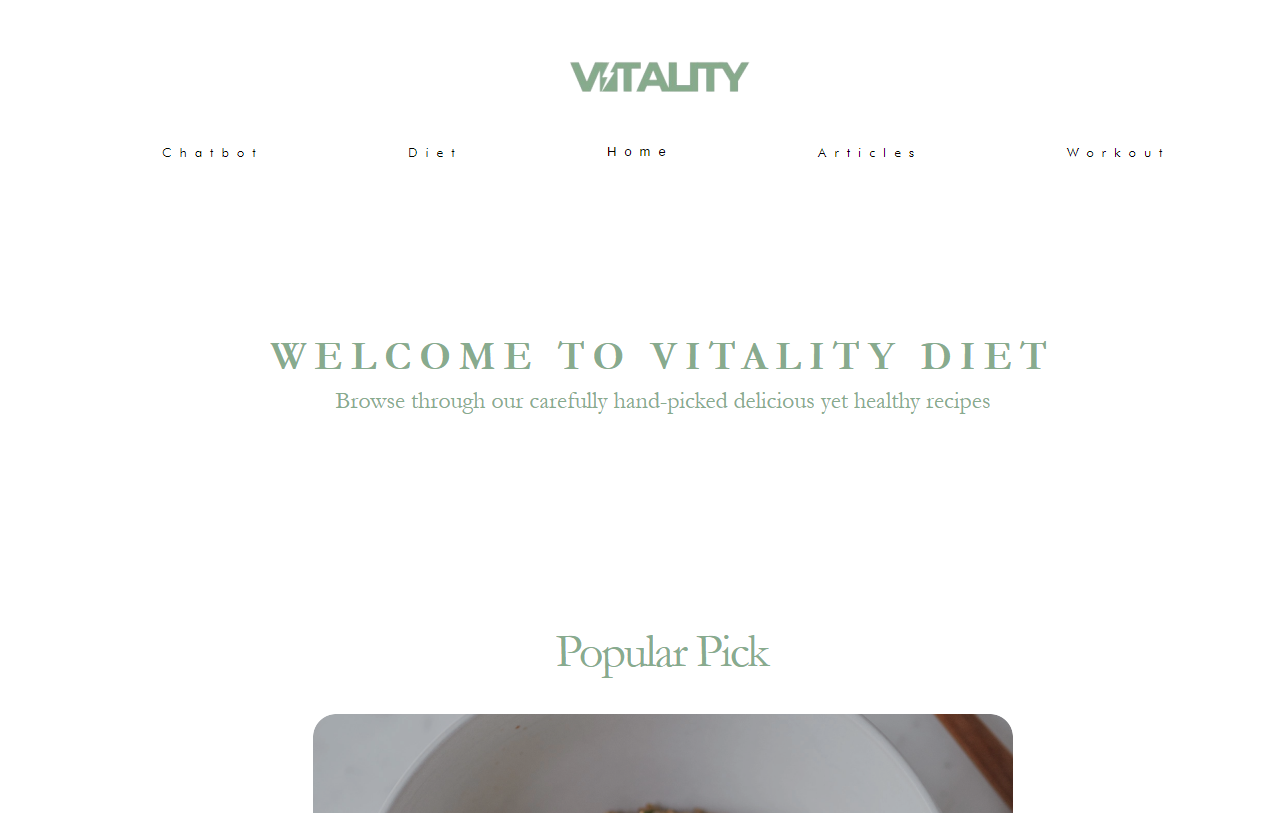 VITALITY
Chatbot Diet Home Articles Workout
WELCOME TO VITALITY DIET
Browse through our carefully hand-picked delicious yet healthy recipes
Popular Pick